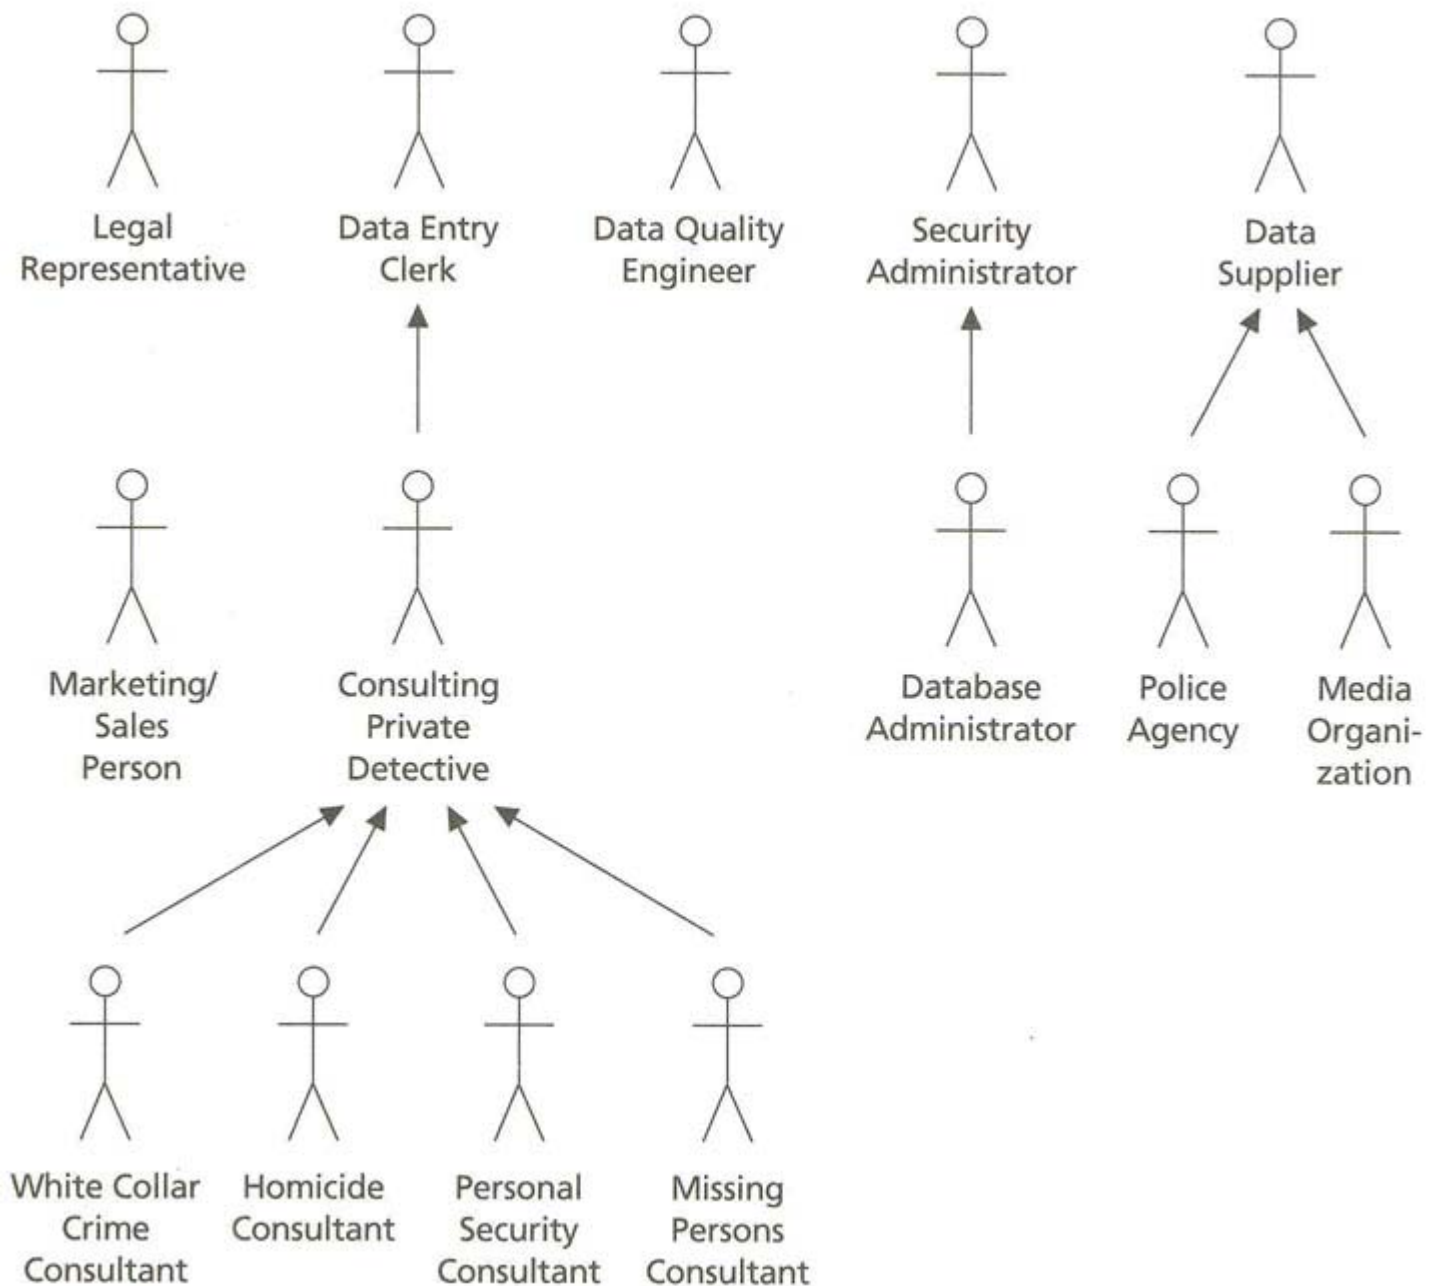 Legal
Representative
Data Entry
Clerk
Data Quality
Engineer
Security
Administrator
Data
Supplier
Marketing/
Sales
Person
Consulting
Private
Detective
Database
Administrator
Police
Agency
Media
Organi-
zation
White Collar
Crime
Consultant
Homicide
Consultant
Personal
Security
Consultant
Missing
Persons
Consultant